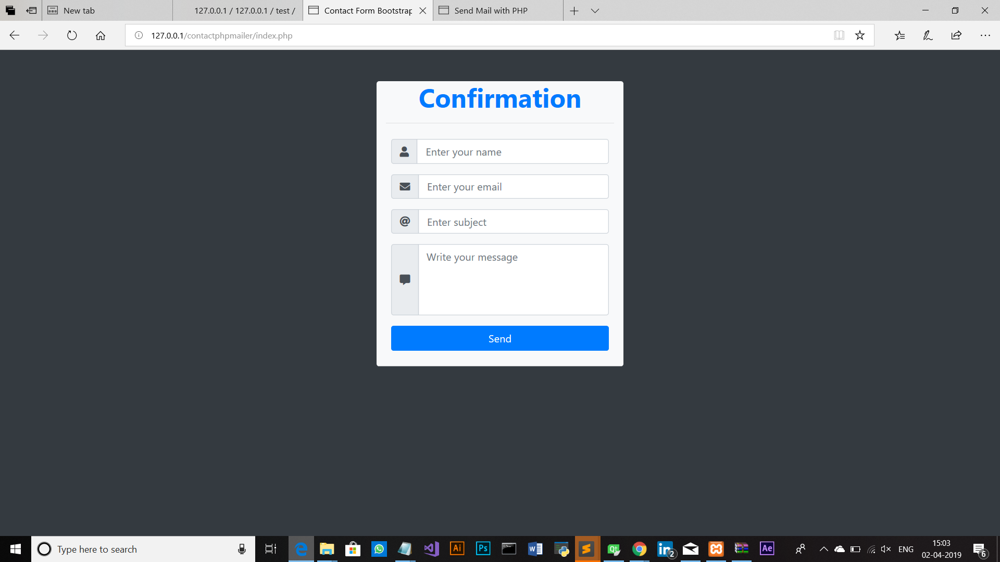 New tab
127.0.0.1 / 127.0.0.1 / test /
Contact Form Bootstrap
Send Mail with PHP
127.0.0.1/contactphpmailer/index.php
Confirmation
Enter your name
Enter your email
@ Enter subject
Write your message
Send
Type here to search
Ai
Ps
W
Qt
in
2
Ae
ENG
15:03
02-04-2019
6